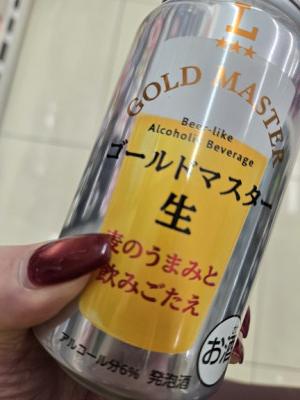 L
★★★
GOLD MASTER
Beer-like
Alcoholic Beverage
ゴールドマスター
生
麦のうまみと
飲みごたえ
アルコール分6% 発泡酒
お酒